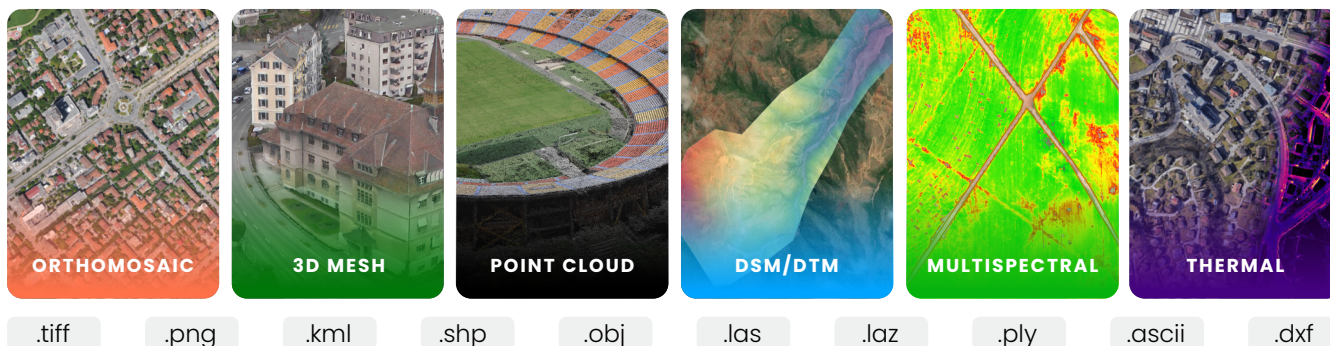 ORTHOMOSAIC 3D MESH POINT CLOUD DSM/DTM MULTISPECTRAL THERMAL
.tiff .png .kml .shp .obj .las .laz .ply .ascii .dxf